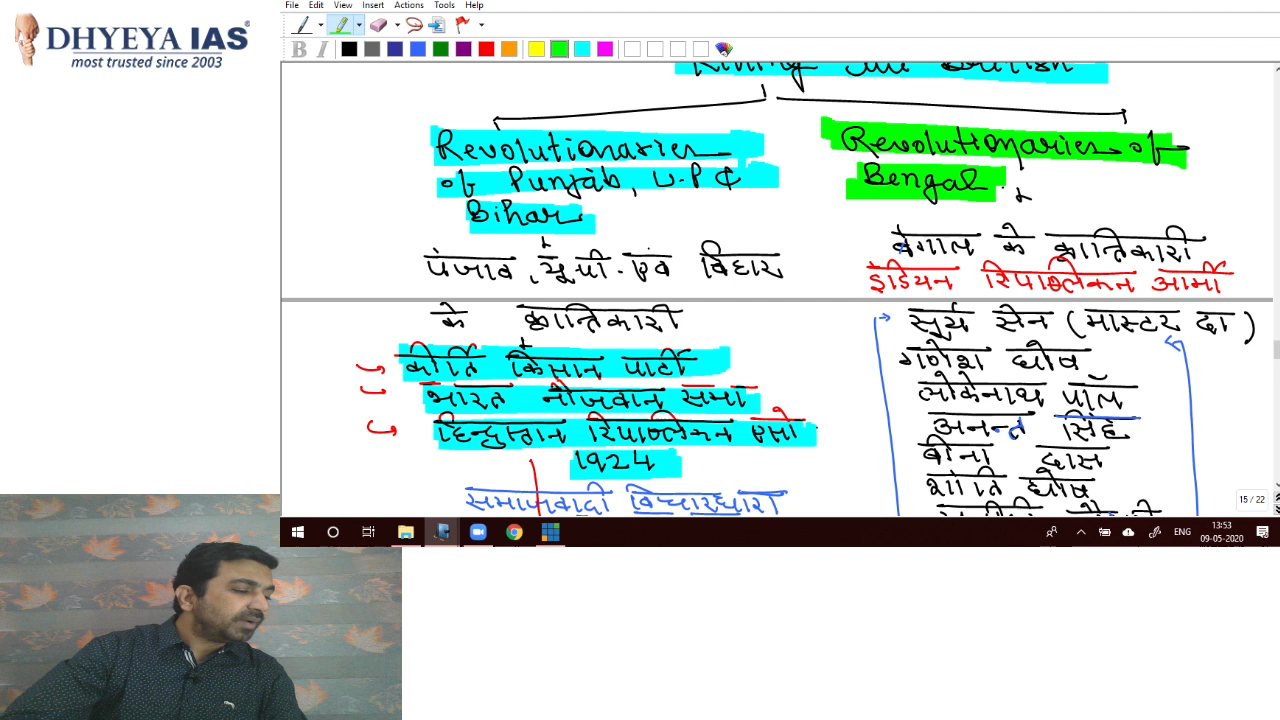 DHYEYA IAS®
most trusted since 2003
File Edit View Insert Actions Tools Help
B I
Revolutionaries
of Punjab, U.P &
Bihar
पंजाब, यू.पी. एवं बिहार
के क्रान्तिकारी
कीर्ति किसान पार्टी
भारत नौजवान सभा
हिन्दुस्तान रिपब्लिकन एसो
1924
समाजवादी विचारधारा
Revolutionaries of
Bengal
बंगाल के क्रान्तिकारी
इंडियन रिपब्लिकन आर्मी
सूर्य सेन (मास्टर दा)
गणेश घोष
लोकेनाथ पॉल
अनन्त सिंह
बीना दास
शांति घोष
15 / 22
ENG
13:53
09-05-2020